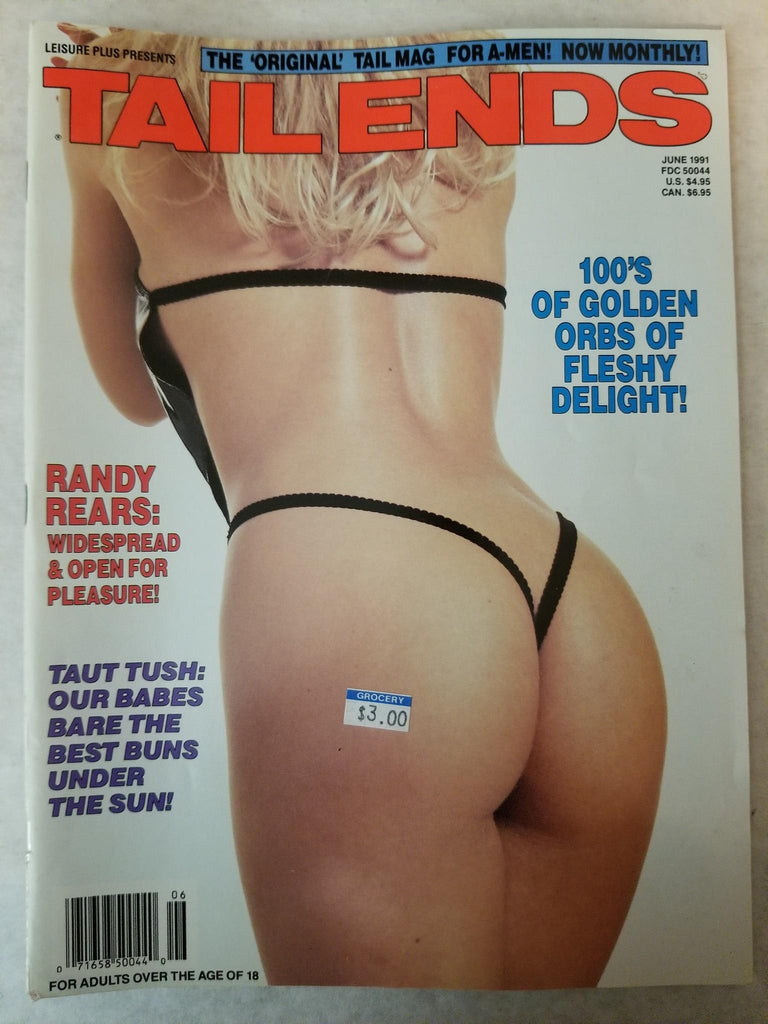 LEISURE PLUS PRESENTS
THE 'ORIGINAL' TAIL MAG FOR A-MEN! NOW MONTHLY!
TAIL ENDS
®
JUNE 1991
FDC 50044
U.S. $4.95
CAN. $6.95
100'S
OF GOLDEN
ORBS OF
FLESHY
DELIGHT!
RANDY
REARS:
WIDESPREAD
& OPEN FOR
PLEASURE!
TAUT TUSH:
OUR BABES
BARE THE
BEST BUNS
UNDER
THE SUN!
GROCERY
$3.00
06
0 71658 50044 0
FOR ADULTS OVER THE AGE OF 18